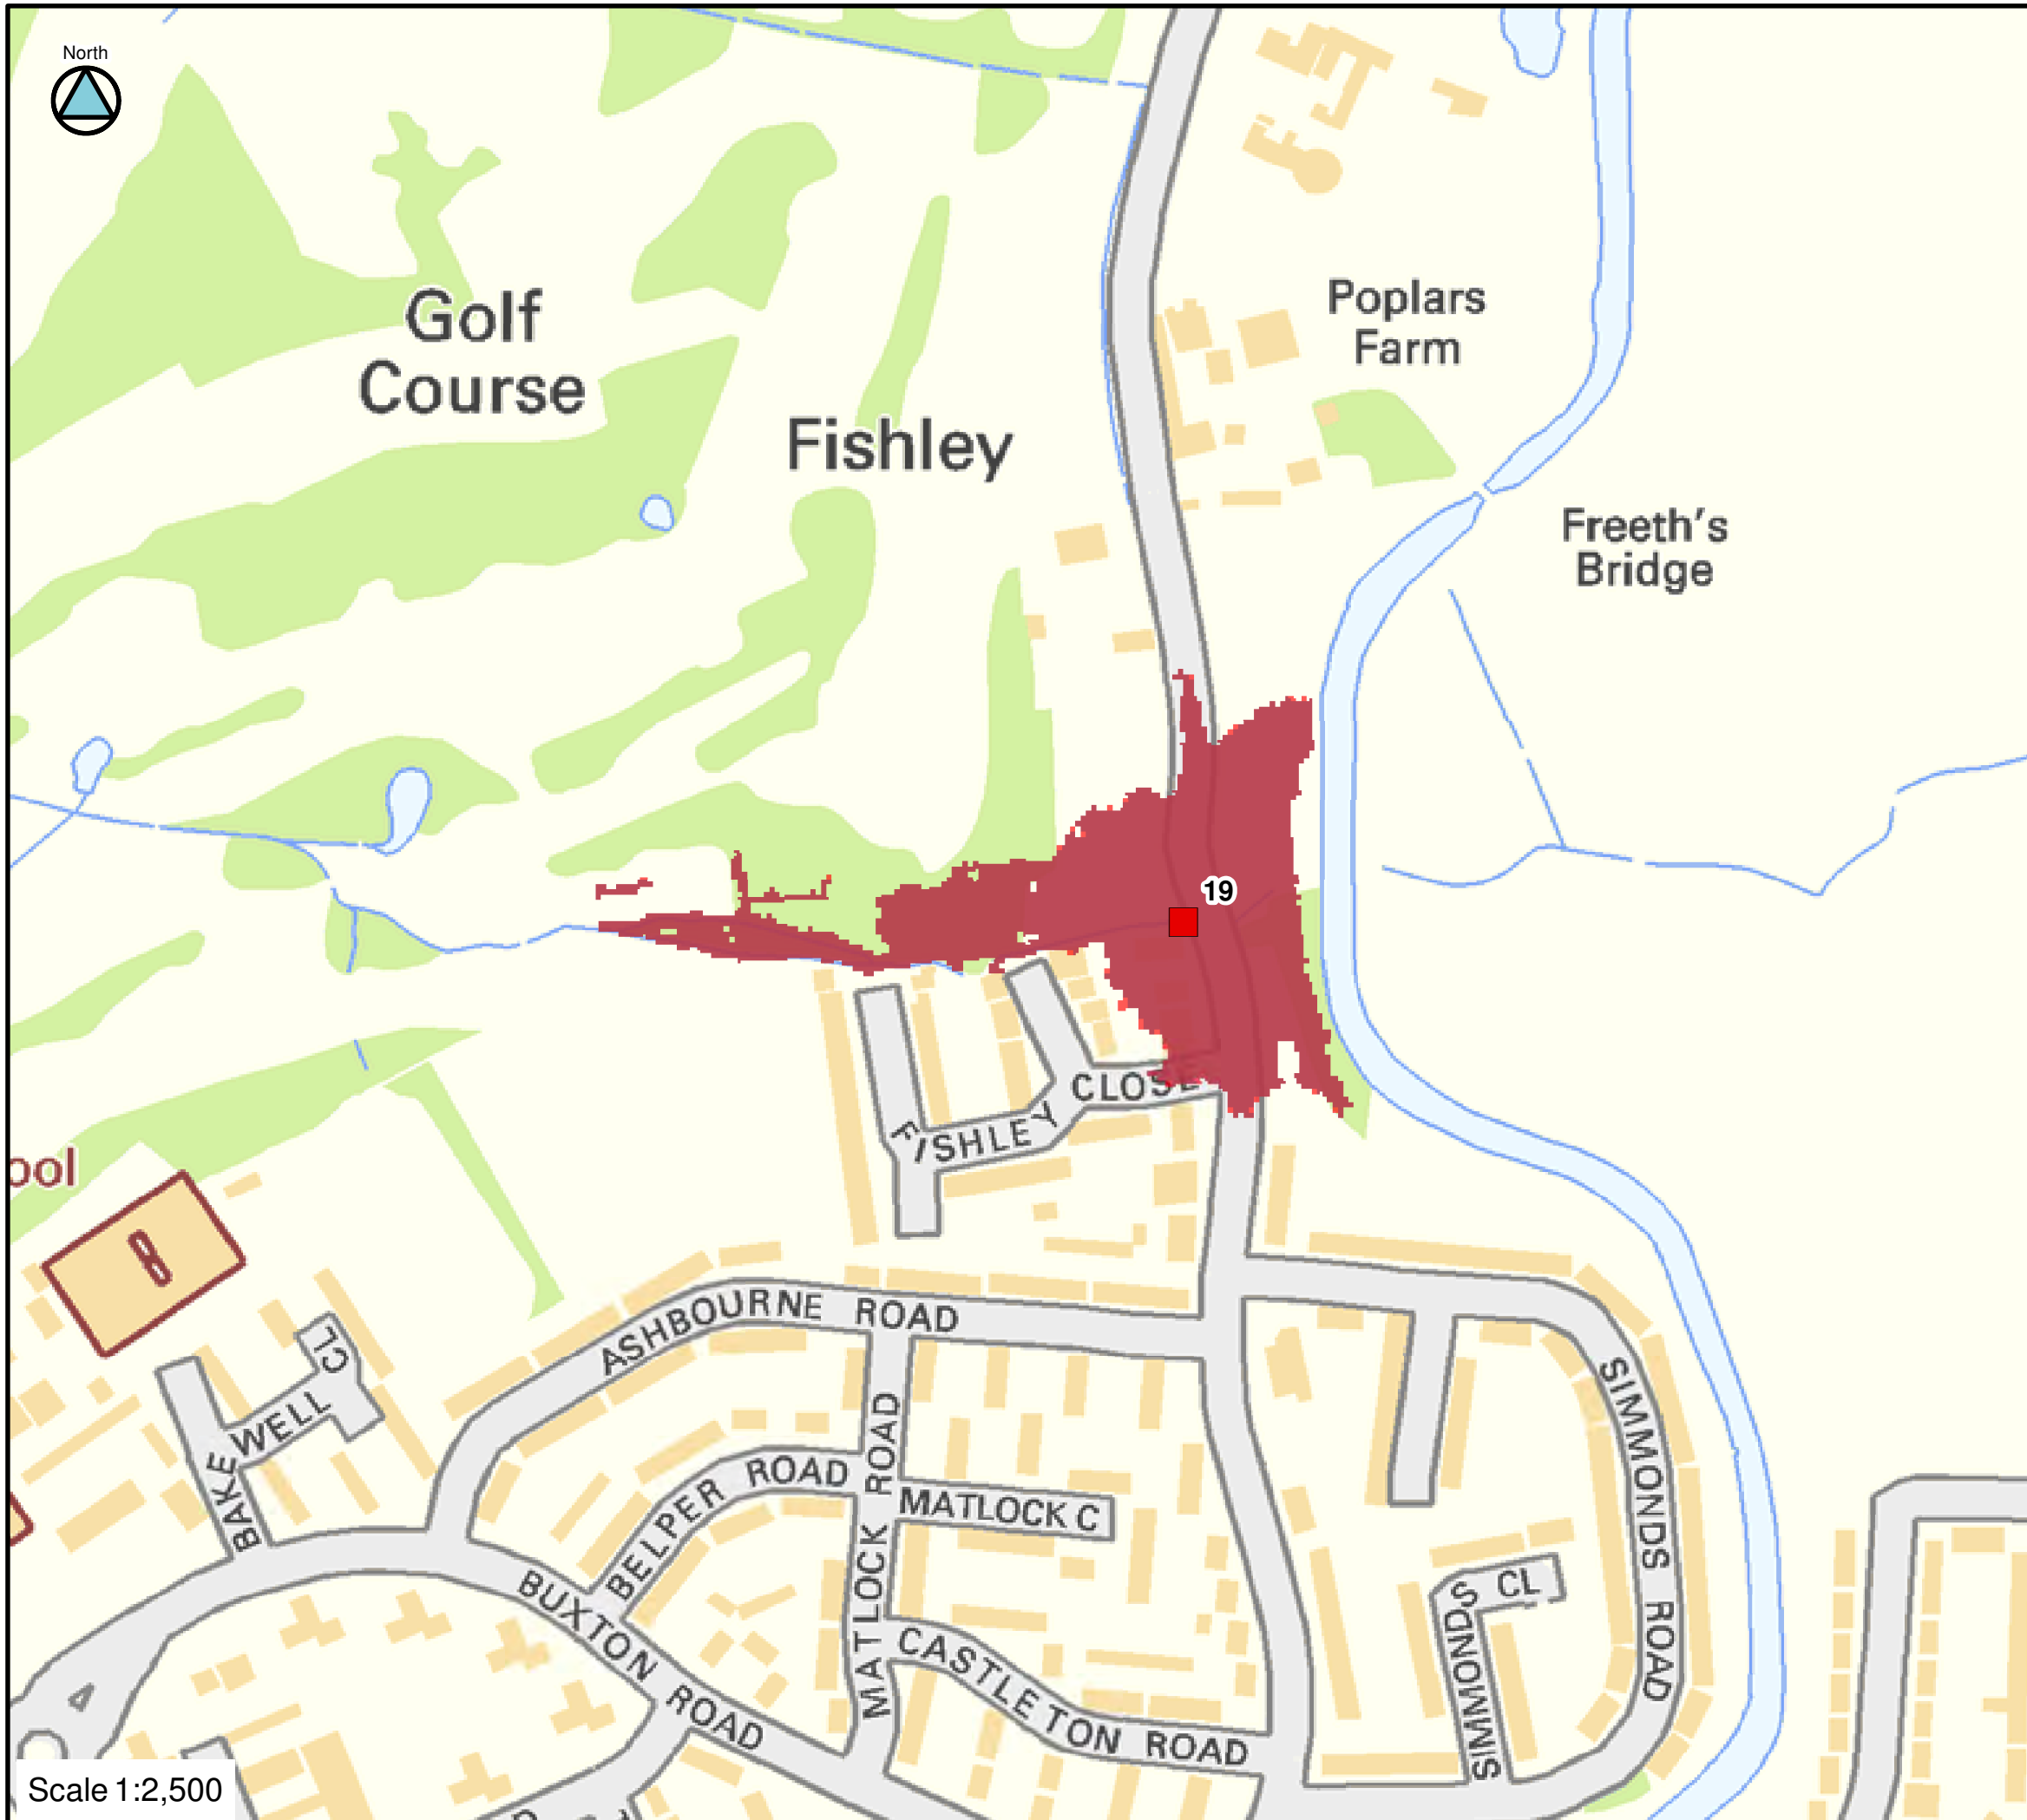 North
Golf
Course
Fishley
Poplars
Farm
Freeth's
Bridge
19
FISHLEY CLOSE
ool
ASHBOURNE ROAD
BAKEWELL CL
BELPER ROAD
MATLOCK ROAD
MATLOCK C
BUXTON ROAD
CASTLETON ROAD
SIMMONDS ROAD
SIMMONDS CL
Scale 1:2,500